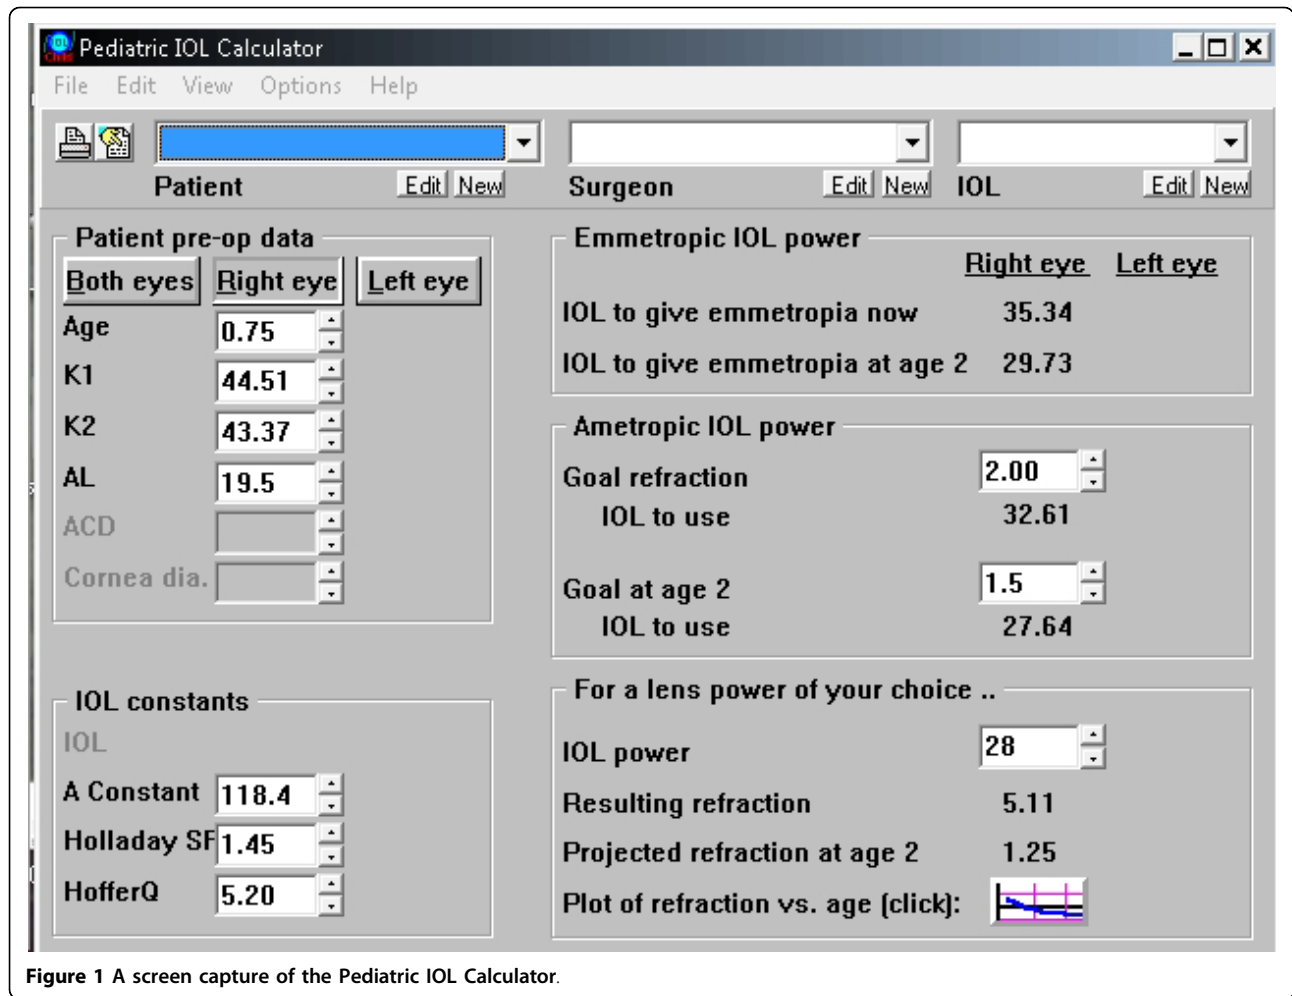 Pediatric IOL Calculator
File Edit View Options Help
Patient Edit New Surgeon Edit New IOL Edit New
Patient pre-op data
Both eyes Right eye Left eye
Age 0.75
K1 44.51
K2 43.37
AL 19.5
ACD
Cornea dia.
IOL constants
IOL
A Constant 118.4
Holladay SF 1.45
HofferQ 5.20
Emmetropic IOL power
Right eye Left eye
IOL to give emmetropia now 35.34
IOL to give emmetropia at age 2 29.73
Ametropic IOL power
Goal refraction 2.00
IOL to use 32.61
Goal at age 2 1.5
IOL to use 27.64
For a lens power of your choice ..
IOL power 28
Resulting refraction 5.11
Projected refraction at age 2 1.25
Plot of refraction vs. age (click):
Figure 1 A screen capture of the Pediatric IOL Calculator.